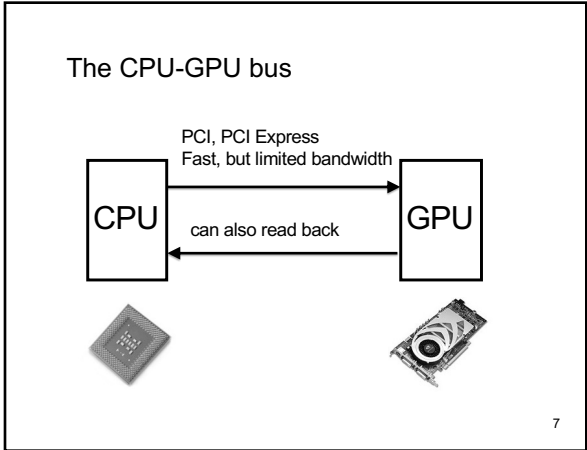 The CPU-GPU bus
PCI, PCI Express
Fast, but limited bandwidth
CPU
GPU
can also read back
7